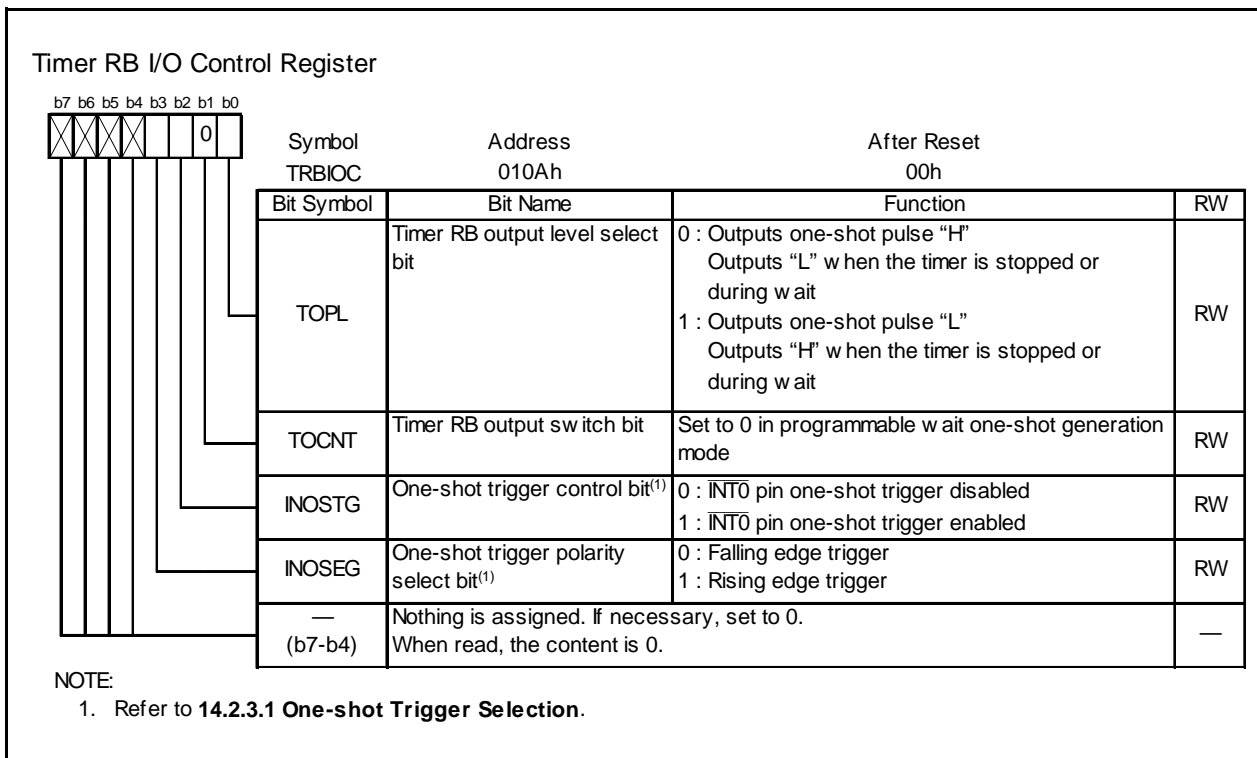 Timer RB I/O Control Register
b7 b6 b5 b4 b3 b2 b1 b0
0
Symbol Address After Reset
TRBIOC 010Ah 00h
Bit Symbol Bit Name Function RW
TOPL
Timer RB output level select
bit
0 : Outputs one-shot pulse “H”
Outputs “L” when the timer is stopped or
during wait
1 : Outputs one-shot pulse “L”
Outputs “H” when the timer is stopped or
during wait
RW
TOCNT
Timer RB output switch bit
Set to 0 in programmable wait one-shot generation
mode
RW
INOSTG
One-shot trigger control bit(1)
0 : INT0 pin one-shot trigger disabled
1 : INT0 pin one-shot trigger enabled
RW
INOSEG
One-shot trigger polarity
select bit(1)
0 : Falling edge trigger
1 : Rising edge trigger
RW
—
(b7-b4)
Nothing is assigned. If necessary, set to 0.
When read, the content is 0.
—
NOTE:
1. Refer to 14.2.3.1 One-shot Trigger Selection.